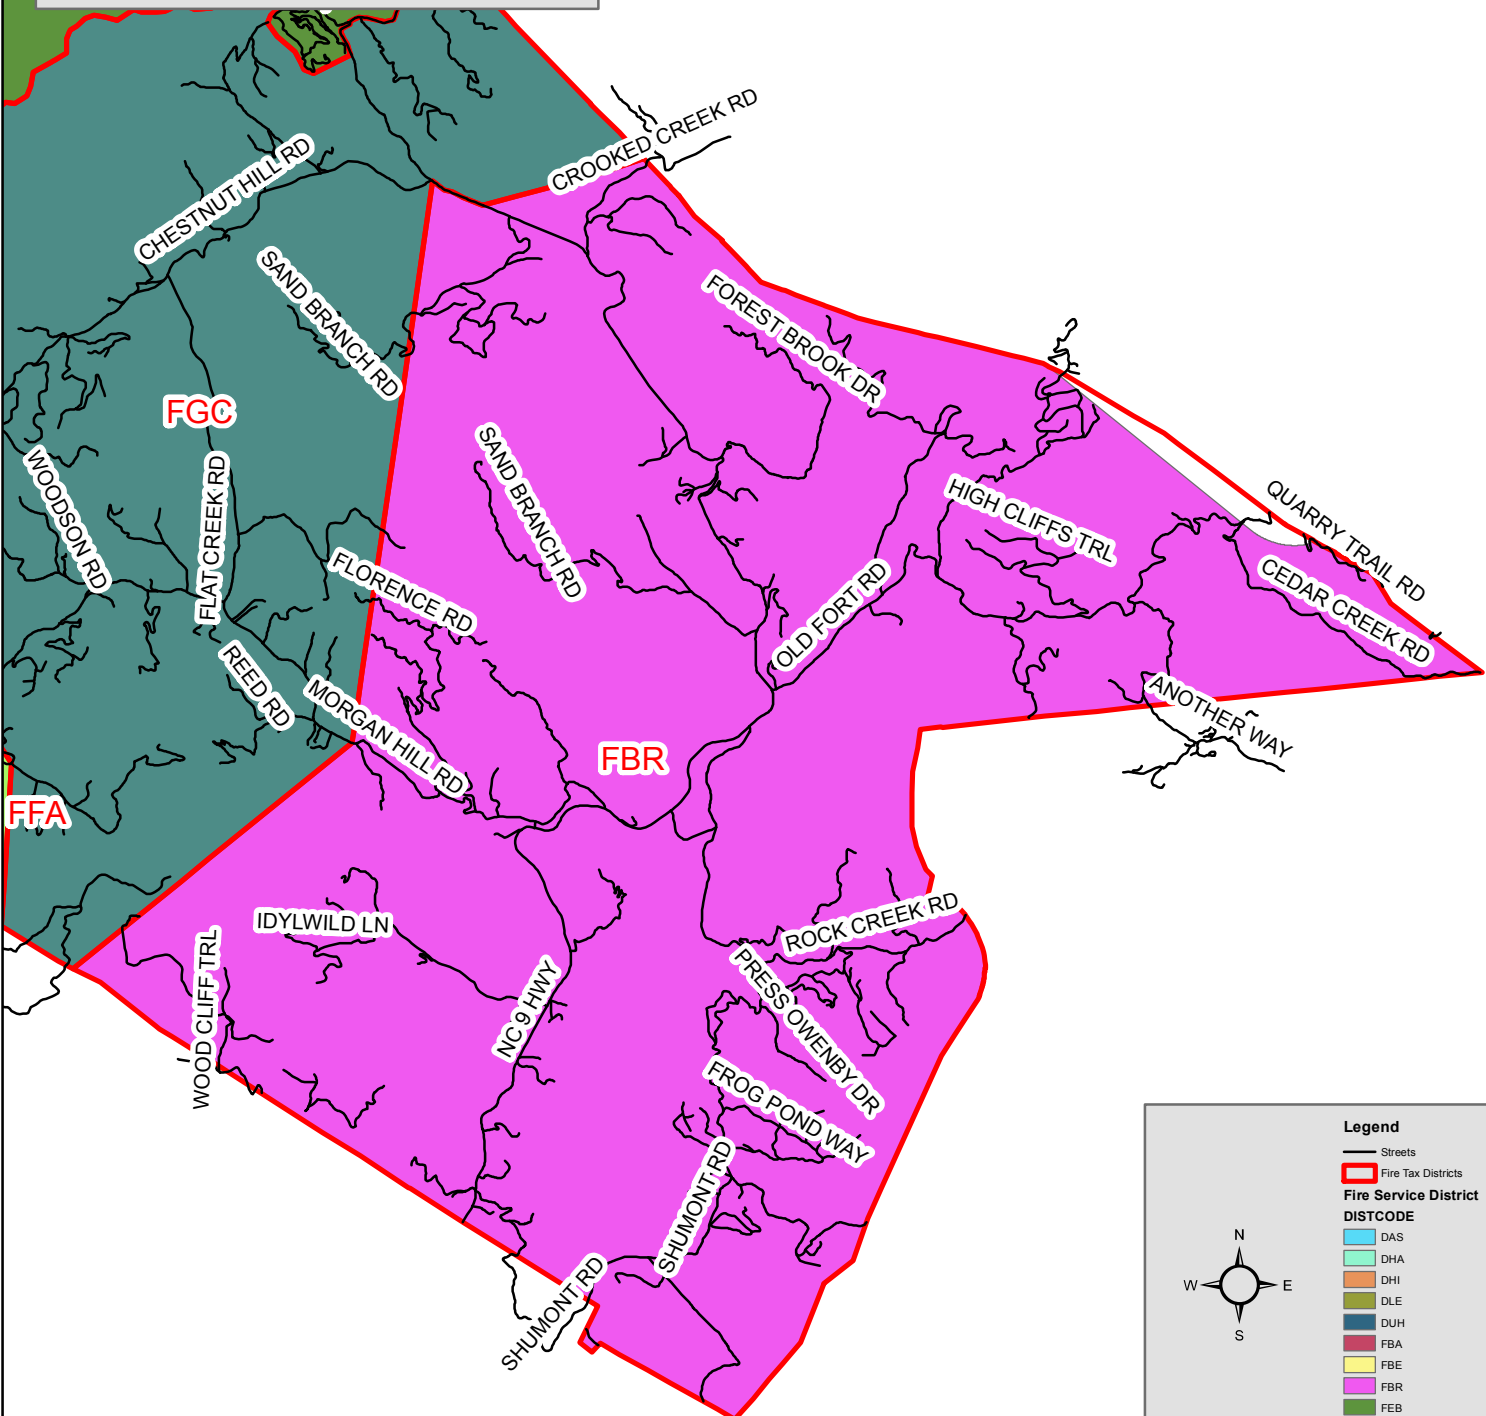 CROOKED CREEK RD
CHESTNUT HILL RD
SAND BRANCH RD
FOREST BROOK DR
FGC
SAND BRANCH RD
WOODSON RD
FLAT CREEK RD
HIGH CLIFFS TRL
QUARRY TRAIL RD
FLORENCE RD
CEDAR CREEK RD
OLD FORT RD
REED RD
MORGAN HILL RD
ANOTHER WAY
FBR
FFA
IDYLWILD LN
ROCK CREEK RD
WOOD CLIFF TRL
NC 9 HWY
PRESS OWENBY DR
FROG POND WAY
SHUMONT RD
SHUMONT RD
N
W
E
S
Legend
Streets
Fire Tax Districts
Fire Service District
DISTCODE
DAS
DHA
DHI
DLE
DUH
FBA
FBE
FBR
FEB